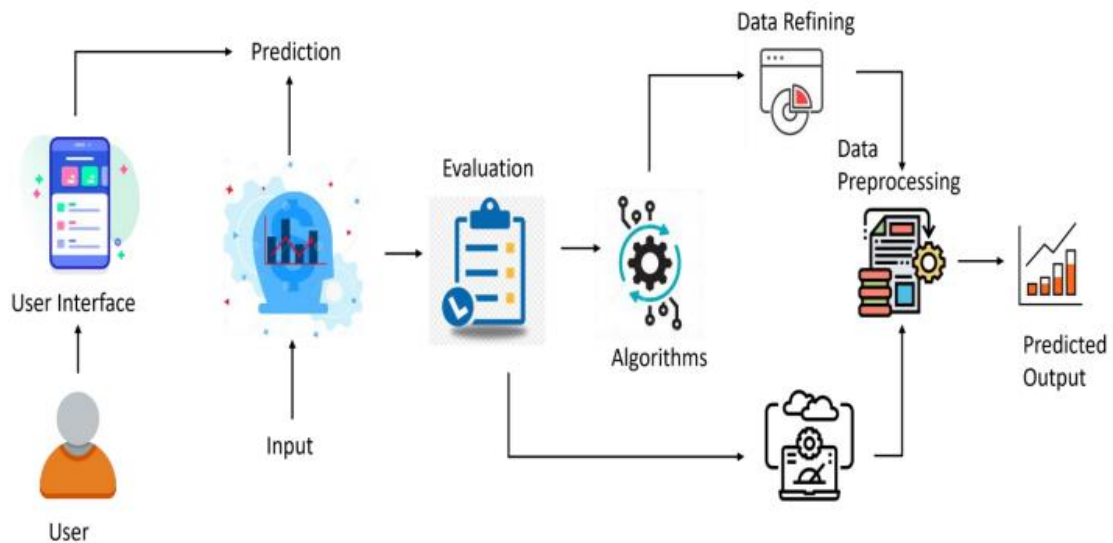 Data Refining
Prediction
Data
Preprocessing
Evaluation
User Interface
Algorithms
Predicted
Output
Input
User